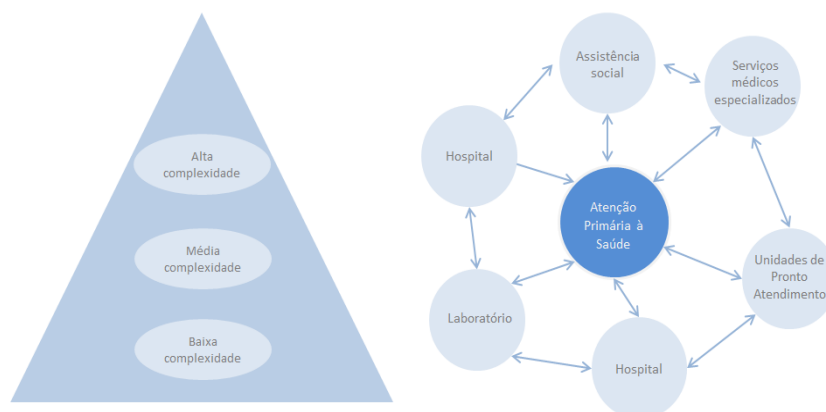 Alta
complexidade
Média
complexidade
Baixa
complexidade
Assistência
social
Serviços
médicos
especializados
Hospital
Atenção
Primária à
Saúde
Unidades de
Pronto
Atendimento
Laboratório
Hospital